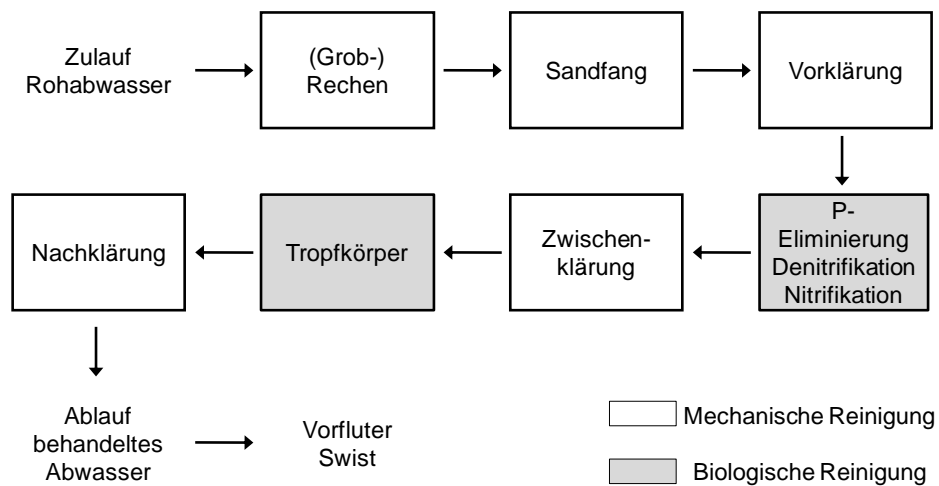 Zulauf
Rohabwasser
(Grob-)
Rechen
Sandfang
Vorklärung
P-
Eliminierung
Denitrifikation
Nitrifikation
Zwischen-
klärung
Tropfkörper
Nachklärung
Ablauf
behandeltes
Abwasser
Vorfluter
Swist
Mechanische Reinigung
Biologische Reinigung